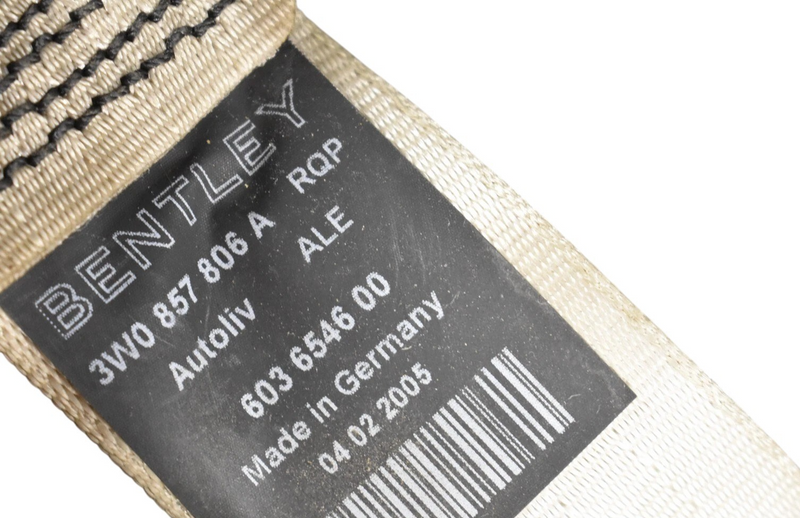 BENTLEY
3W0 857 806 A RQP
Autoliv ALE
603 6546 00
Made in Germany
04 02 2005